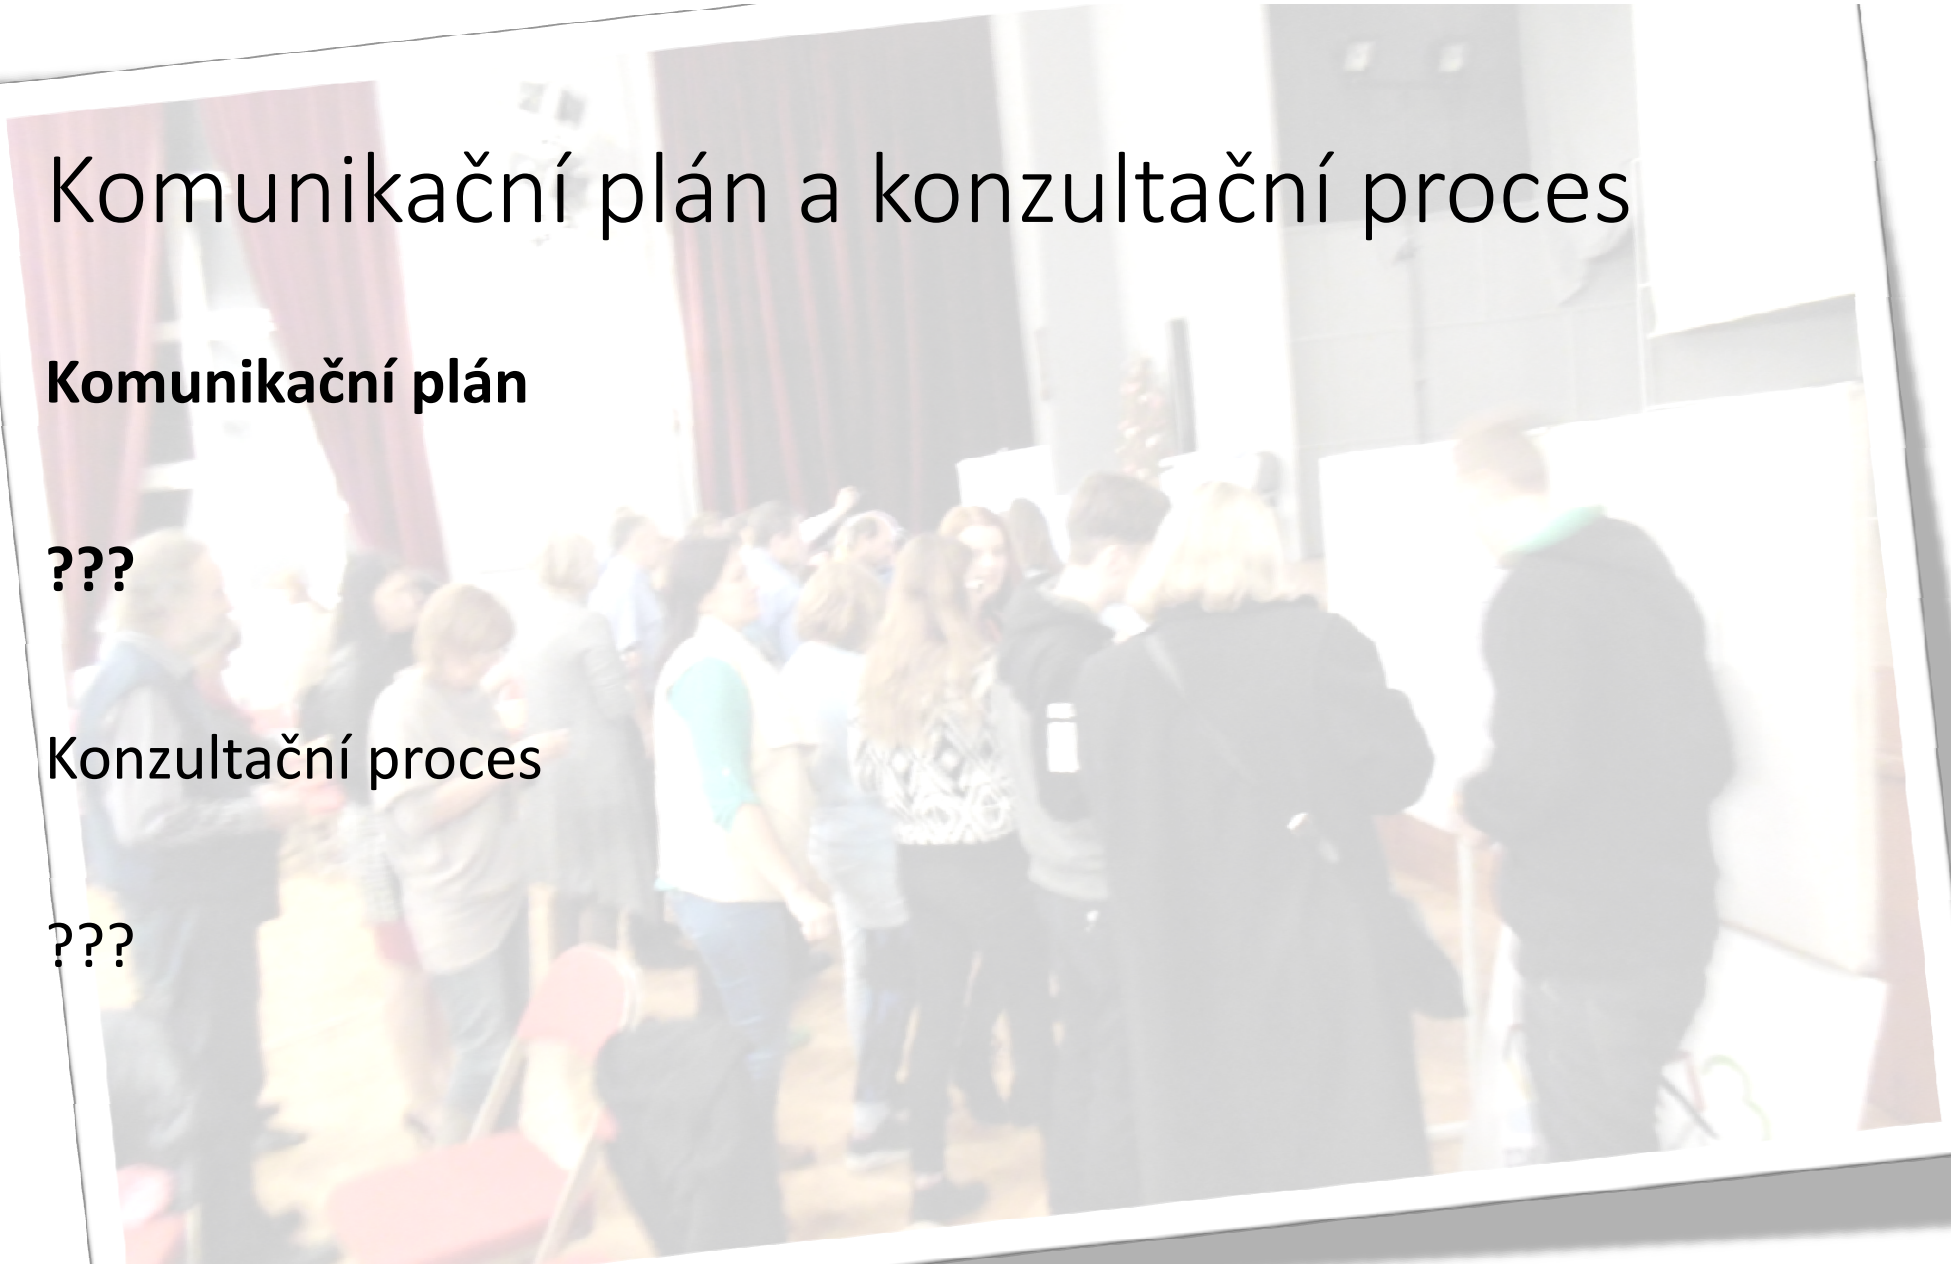 Komunikační plán a konzultační proces
Komunikační plán
???
Konzultační proces
???